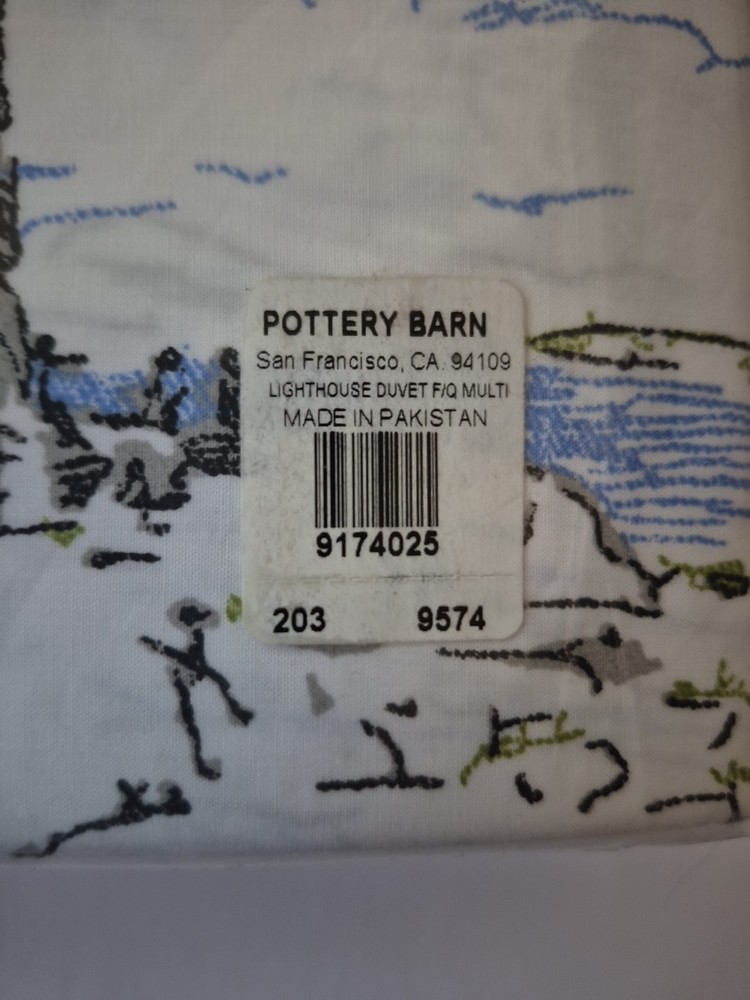 POTTERY BARN
San Francisco, CA. 94109
LIGHTHOUSE DUVET F/Q MULTI
MADE IN PAKISTAN
9174025
203 9574